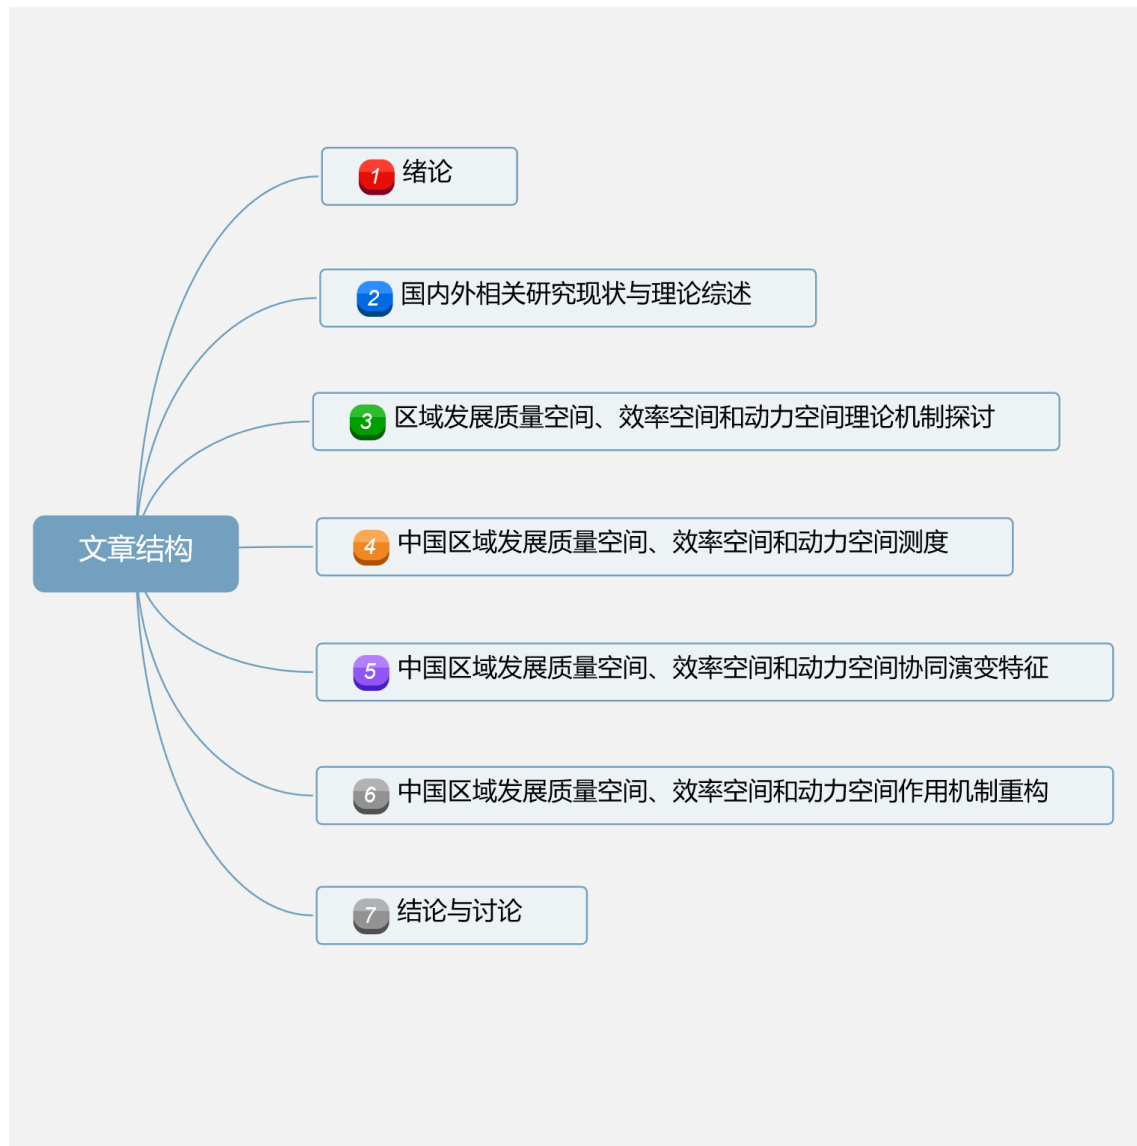 文章结构
1 绪论
2 国内外相关研究现状与理论综述
3 区域发展质量空间、效率空间和动力空间理论机制探讨
4 中国区域发展质量空间、效率空间和动力空间测度
5 中国区域发展质量空间、效率空间和动力空间协同演变特征
6 中国区域发展质量空间、效率空间和动力空间作用机制重构
7 结论与讨论